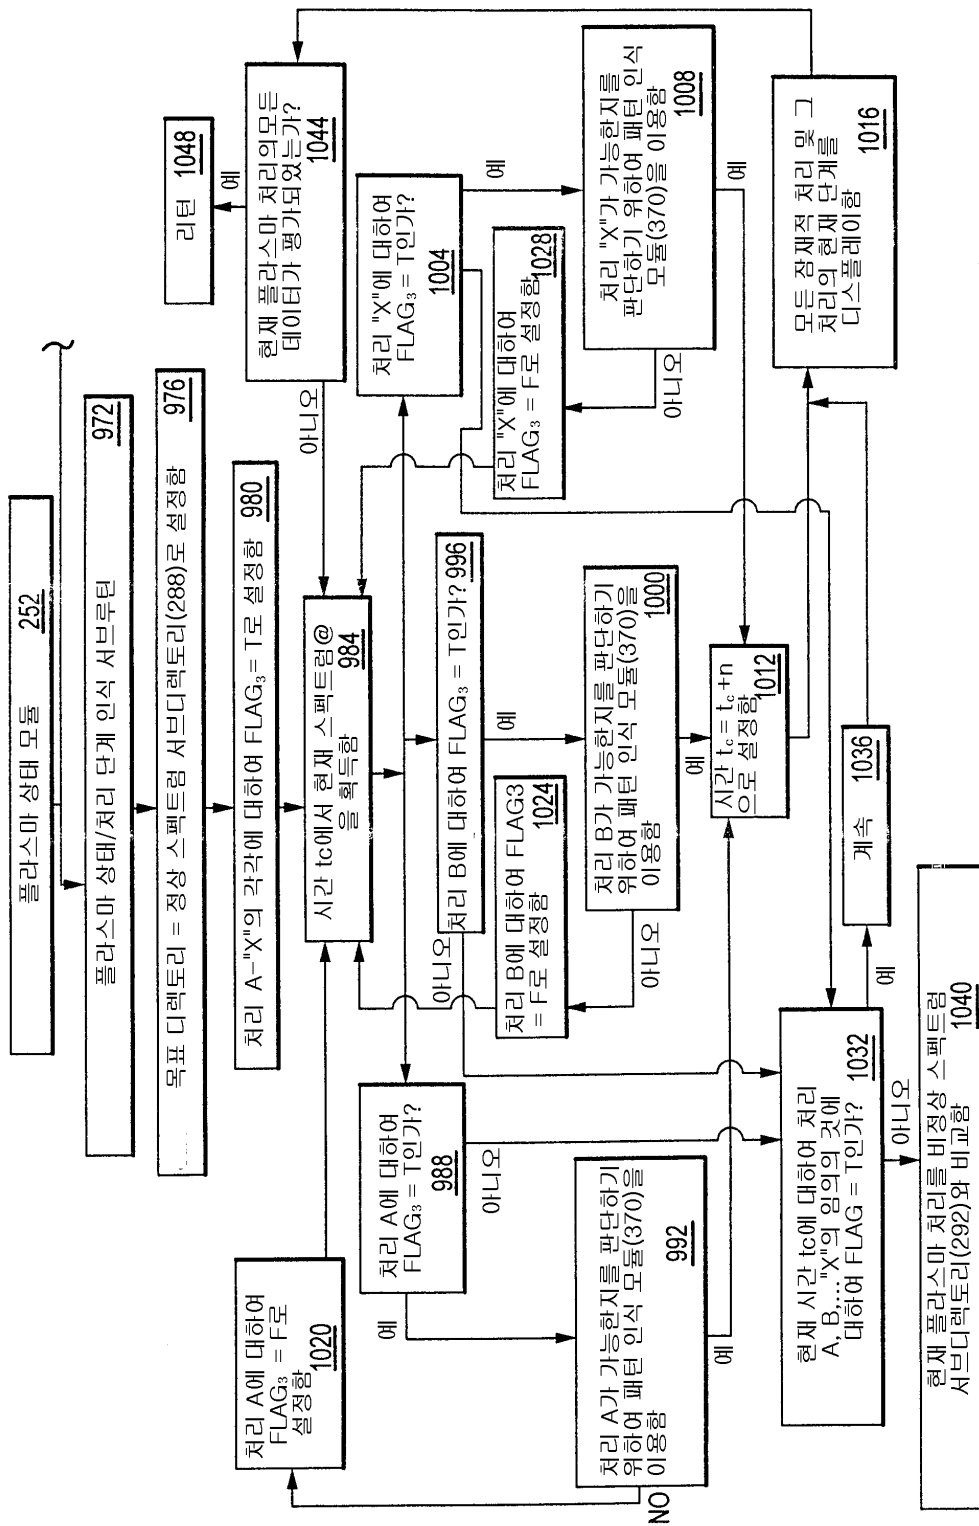 플라스마 상태 모듈 252
플라스마 상태/처리 단계 인식 서브루틴 972
목표 디렉토리 = 정상 스펙트럼 서브디렉토리(288)로 설정함 976
처리 A-"X"의 각각에 대하여 FLAG₃ = T로 설정함 980
시간 tc에서 현재 스펙트럼@
을 획득함 984
처리 A에 대하여
FLAG₃ = F로
설정함 1020
처리 A에 대하여
FLAG₃ = T인가?
988
예
아니오
처리 A가 가능한지를 판단하기
위하여 패턴 인식 모듈(370)을
이용함 992
NO
예
처리 B에 대하여 FLAG₃ = T인가? 996
아니오
예
처리 B에 대하여 FLAG3
= F로 설정함 1024
처리 B가 가능한지를 판단하기
위하여 패턴 인식 모듈(370)을
이용함 1000
아니오
예
처리 "X"에 대하여
FLAG₃ = T인가?
1004
예
처리 "X"에 대하여
FLAG₃ = F로 설정함 1028
처리 "X"가 가능한지를
판단하기 위하여 패턴 인식
모듈(370)을 이용함 1008
아니오
예
시간 tc = tc+n
으로 설정함 1012
모든 잠재적 처리 및 그
처리의 현재 단계를
디스플레이함 1016
현재 플라스마 처리의모든
데이터가 평가되었는가?
1044
아니오
예
리턴 1048
현재 시간 tc에 대하여 처리
A, B,..."X"의 임의의 것에
대하여 FLAG = T인가? 1032
예
계속 1036
아니오
현재 플라스마 처리를 비정상 스펙트럼
서브디렉토리(292)와 비교함 1040